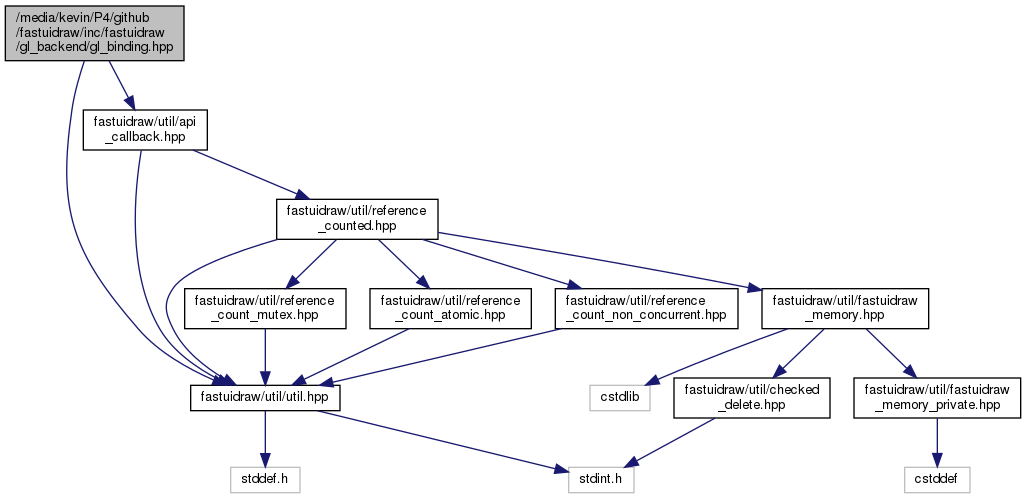 /media/kevin/P4/github
/fastuidraw/inc/fastuidraw
/gl_backend/gl_binding.hpp
fastuidraw/util/api
_callback.hpp
fastuidraw/util/reference
_counted.hpp
fastuidraw/util/reference
_count_mutex.hpp
fastuidraw/util/reference
_count_atomic.hpp
fastuidraw/util/reference
_count_non_concurrent.hpp
fastuidraw/util/fastuidraw
_memory.hpp
fastuidraw/util/util.hpp
cstdlib
fastuidraw/util/checked
_delete.hpp
fastuidraw/util/fastuidraw
_memory_private.hpp
stddef.h
stdint.h
cstddef